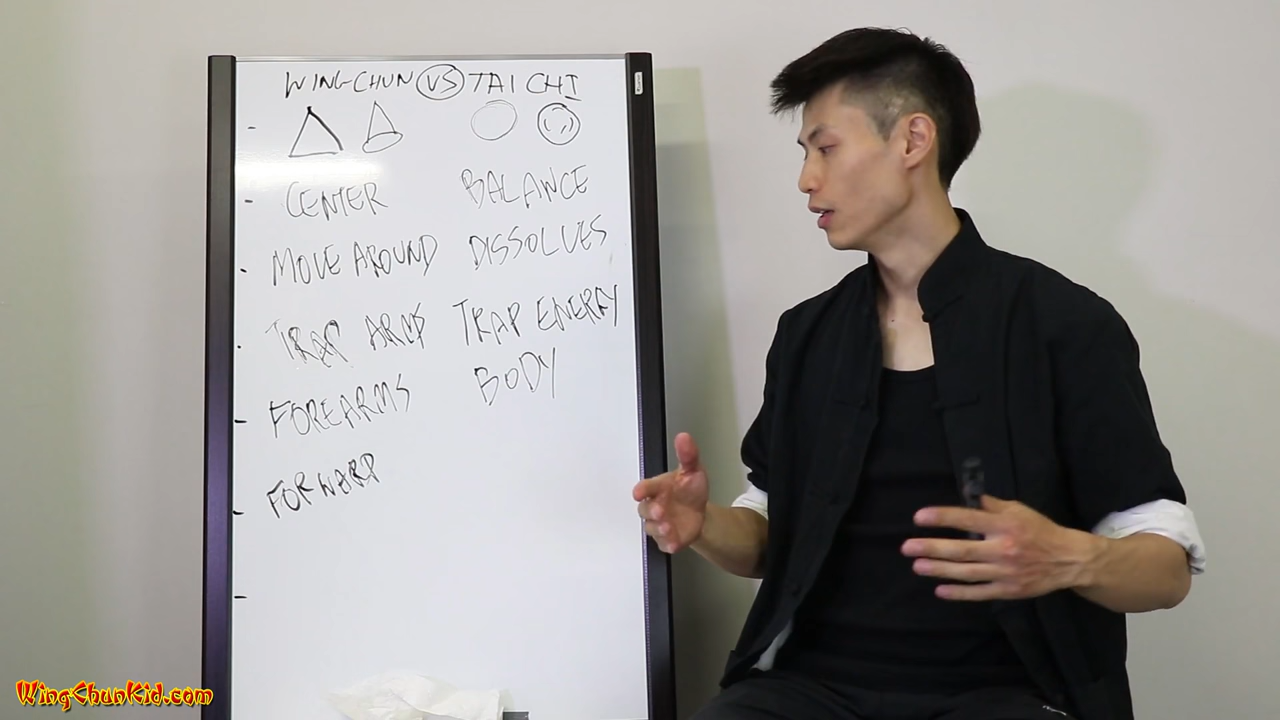 WING-CHUN VS TAI CHI
CENTER BALANCE
MOVE AROUND DISSOLVES
TRAP ARMS TRAP ENERGY
FOREARMS BODY
FORWARD
WingChunKid.com